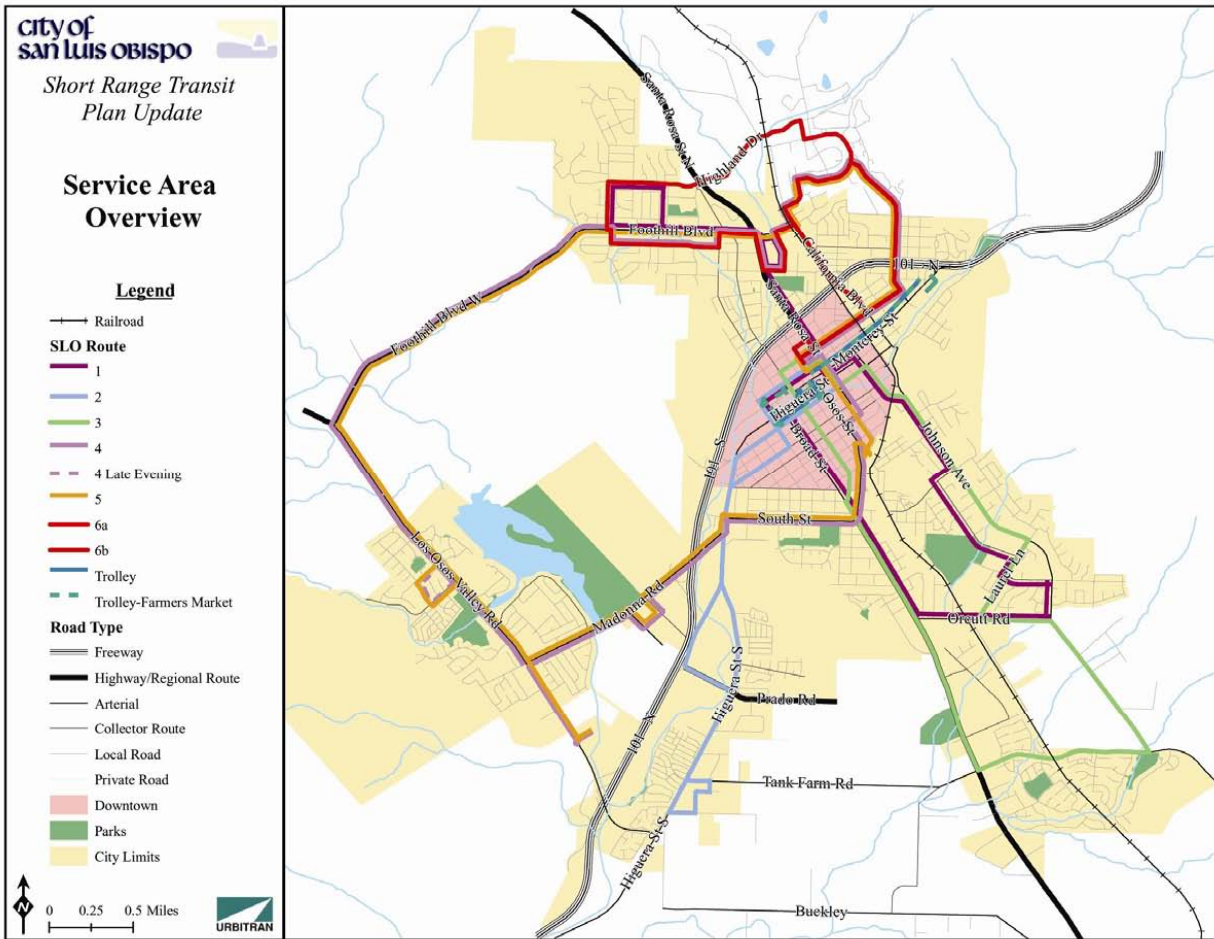 city of
san luis obispo
Short Range Transit
Plan Update
Service Area
Overview
Legend
Railroad
SLO Route
1
2
3
4
4 Late Evening
5
6a
6b
Trolley
Trolley-Farmers Market
Road Type
Freeway
Highway/Regional Route
Arterial
Collector Route
Local Road
Private Road
Downtown
Parks
City Limits
N
0 0.25 0.5 Miles
URBITRAN
Santa Rosa St N
Highland Dr
Foothill Blvd
California Blvd
101 N
Santa Rosa St
Monterey St
Foothill Blvd W
Higuera St
Osos St
Broad St
Johnson Ave
101 S
South St
Los Osos Valley Rd
Madonna Rd
Laurel Ln
Orcutt Rd
Higuera St S
Prado Rd
101 N
Tank Farm Rd
Higuera St S
Buckley